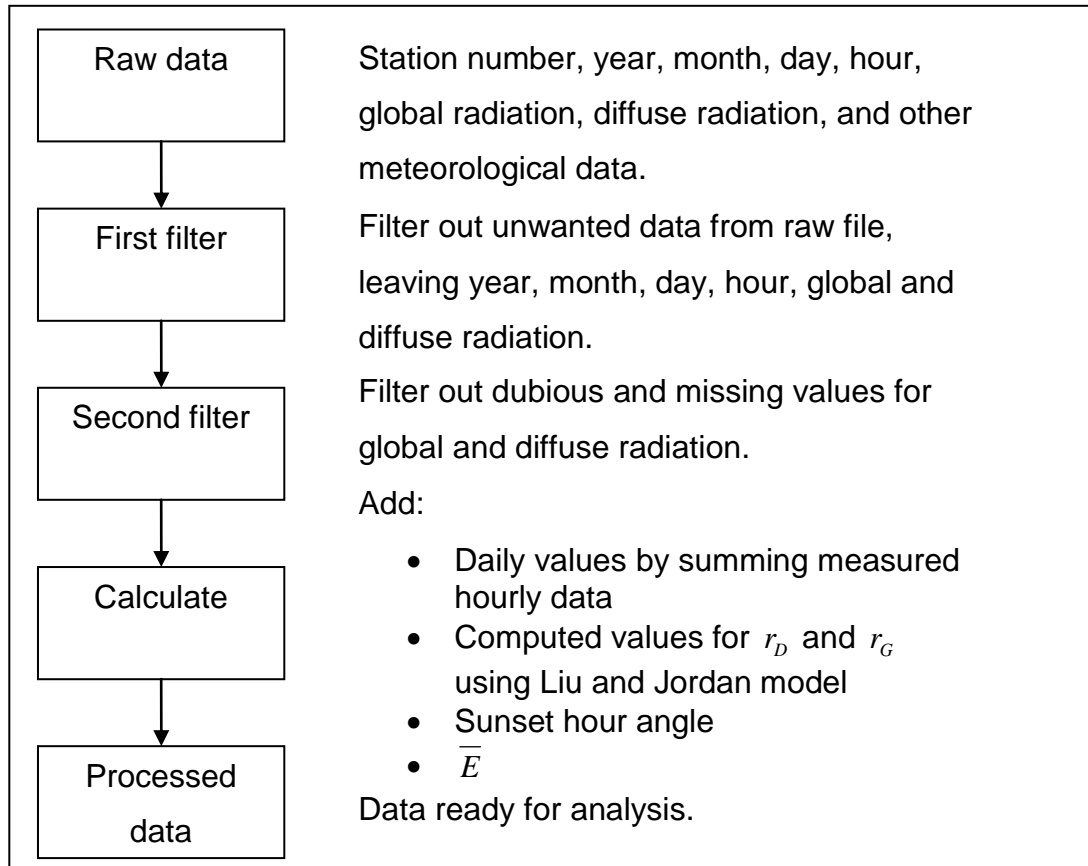 Raw data
Station number, year, month, day, hour,
global radiation, diffuse radiation, and other
meteorological data.
First filter
Filter out unwanted data from raw file,
leaving year, month, day, hour, global and
diffuse radiation.
Second filter
Filter out dubious and missing values for
global and diffuse radiation.
Calculate
Add:
• Daily values by summing measured
hourly data
• Computed values for r_D and r_G
using Liu and Jordan model
• Sunset hour angle
• E̅
Processed
data
Data ready for analysis.